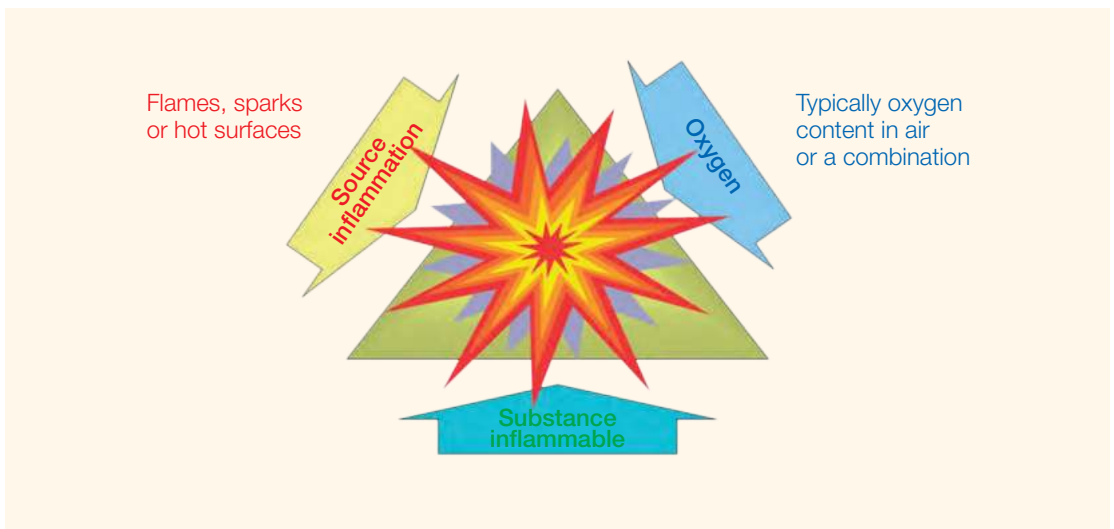 Flames, sparks
or hot surfaces
Source
inflammation
Oxygen
Typically oxygen
content in air
or a combination
Substance
inflammable